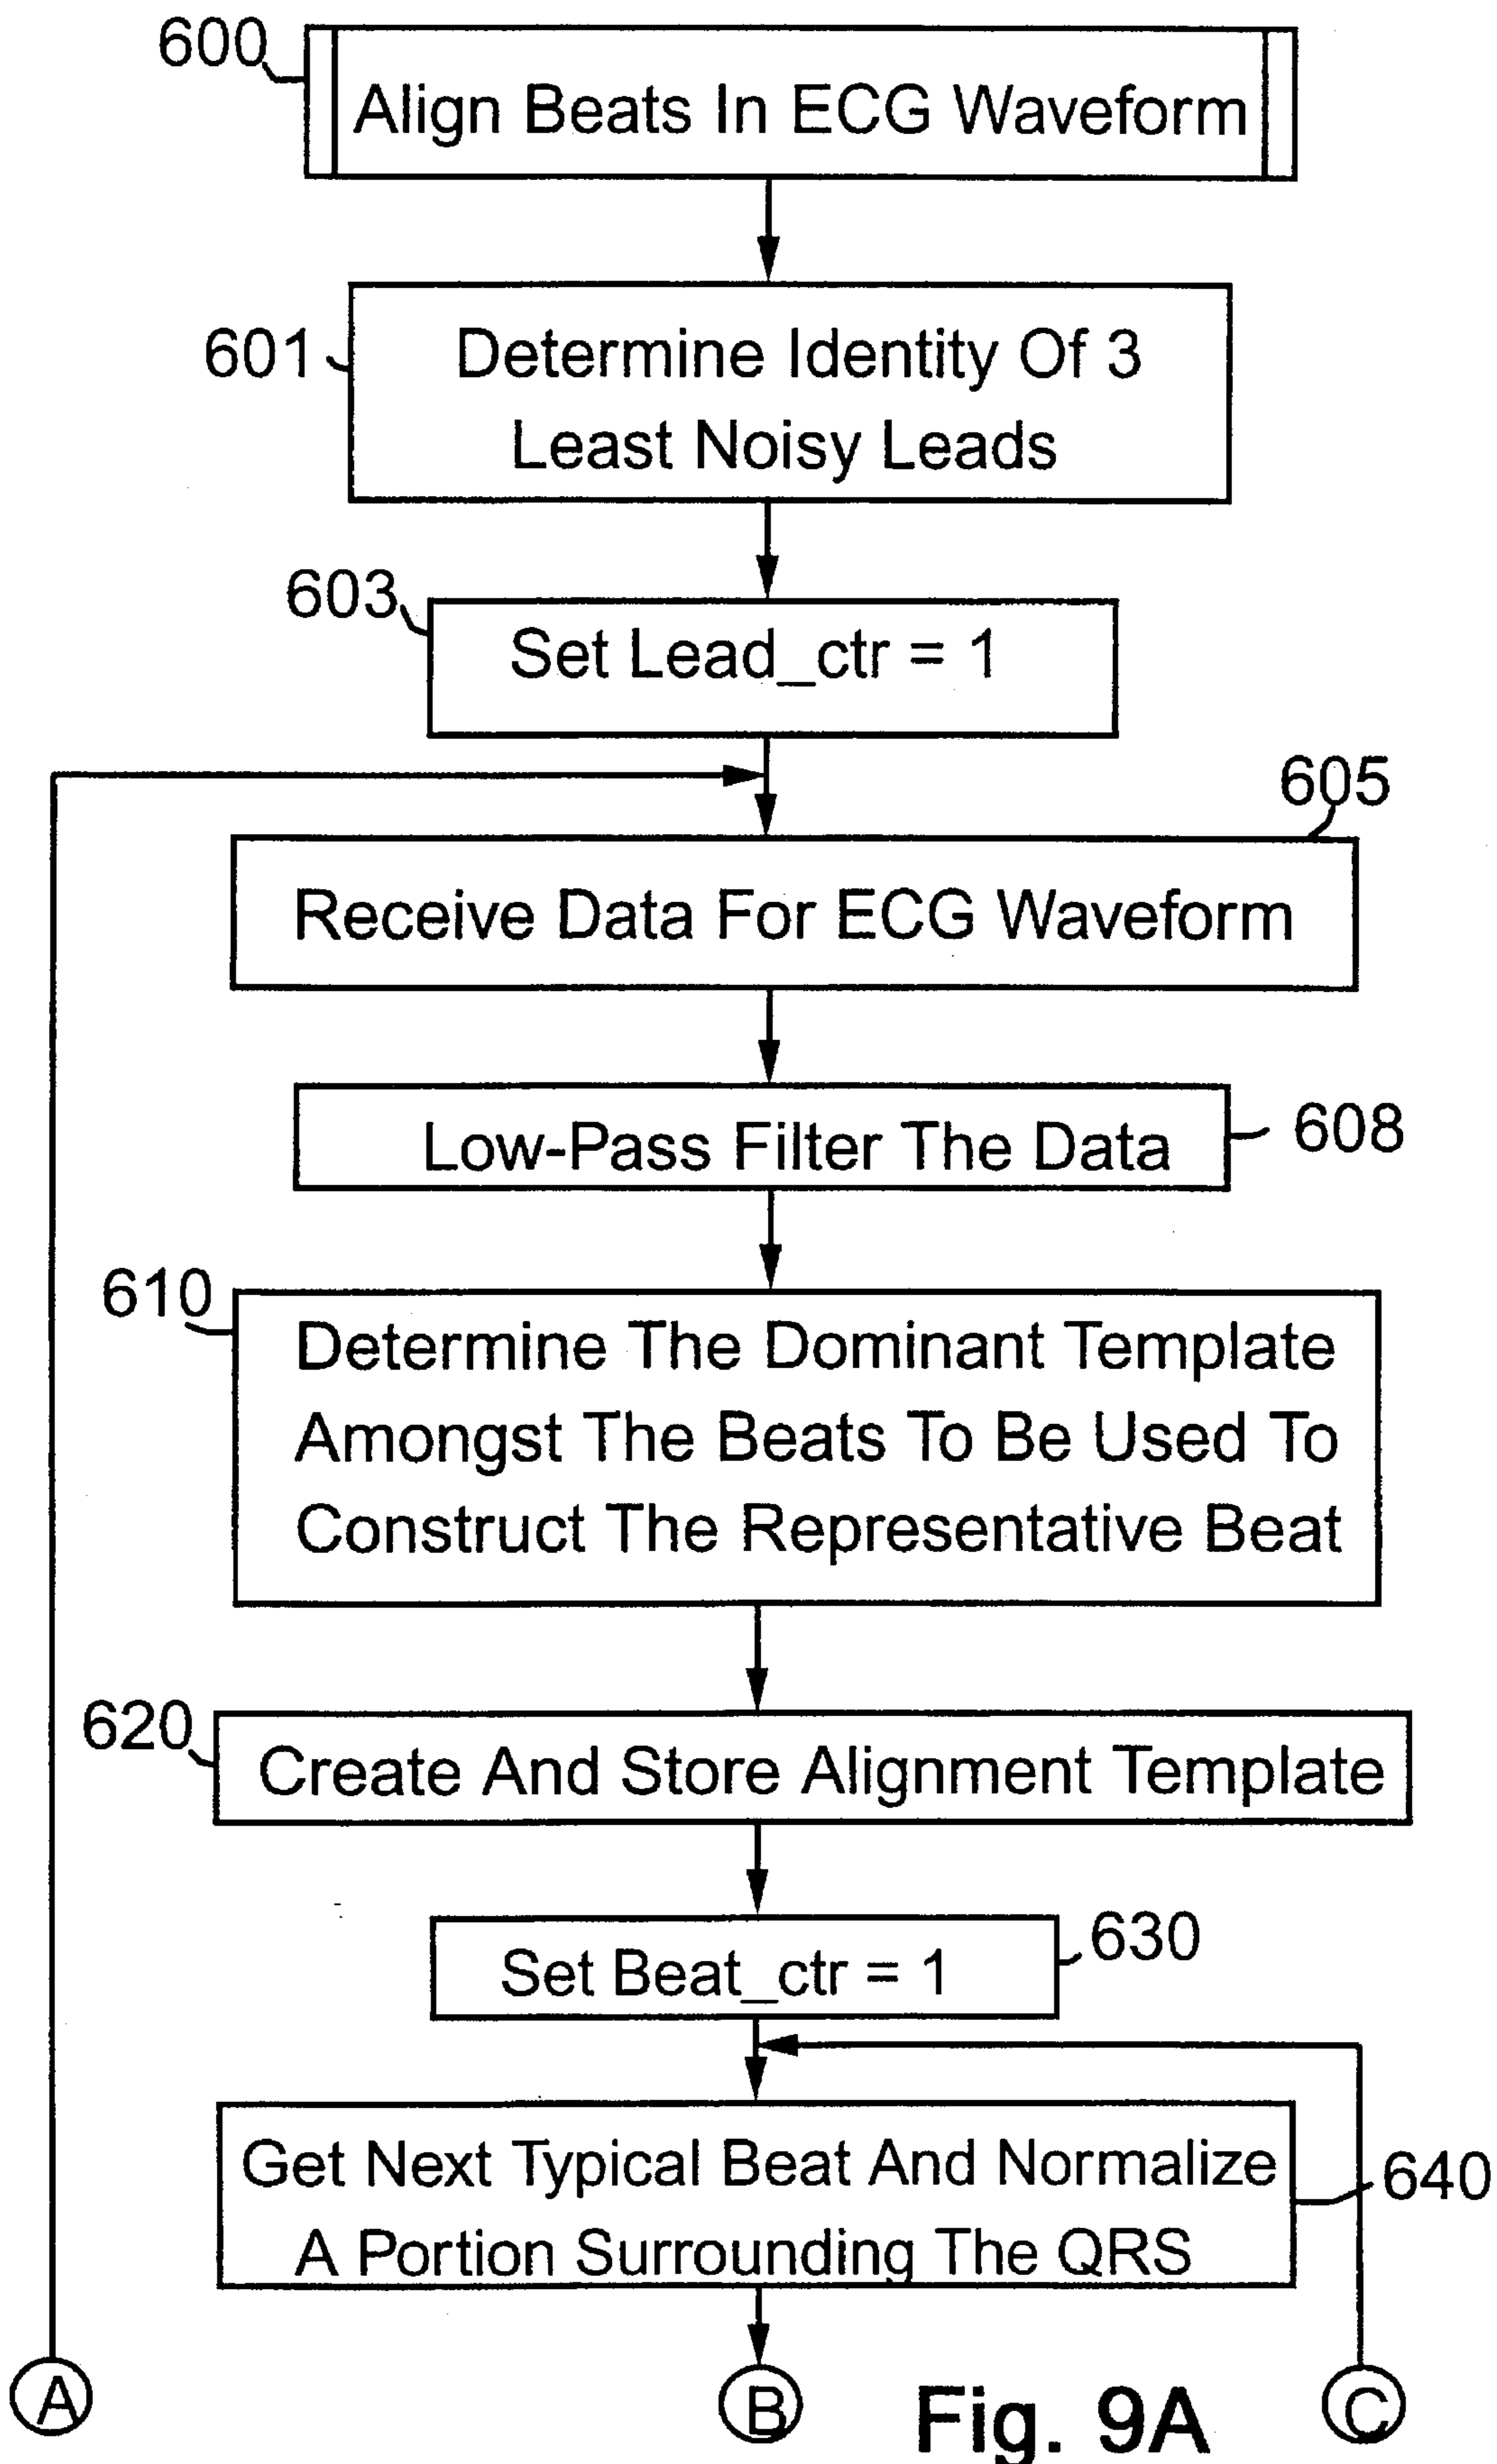 600
Align Beats In ECG Waveform
601
Determine Identity Of 3
Least Noisy Leads
603
Set Lead_ctr = 1
605
Receive Data For ECG Waveform
Low-Pass Filter The Data
608
610
Determine The Dominant Template
Amongst The Beats To Be Used To
Construct The Representative Beat
620
Create And Store Alignment Template
Set Beat_ctr = 1
630
Get Next Typical Beat And Normalize
A Portion Surrounding The QRS
640
A
B
Fig. 9A
C